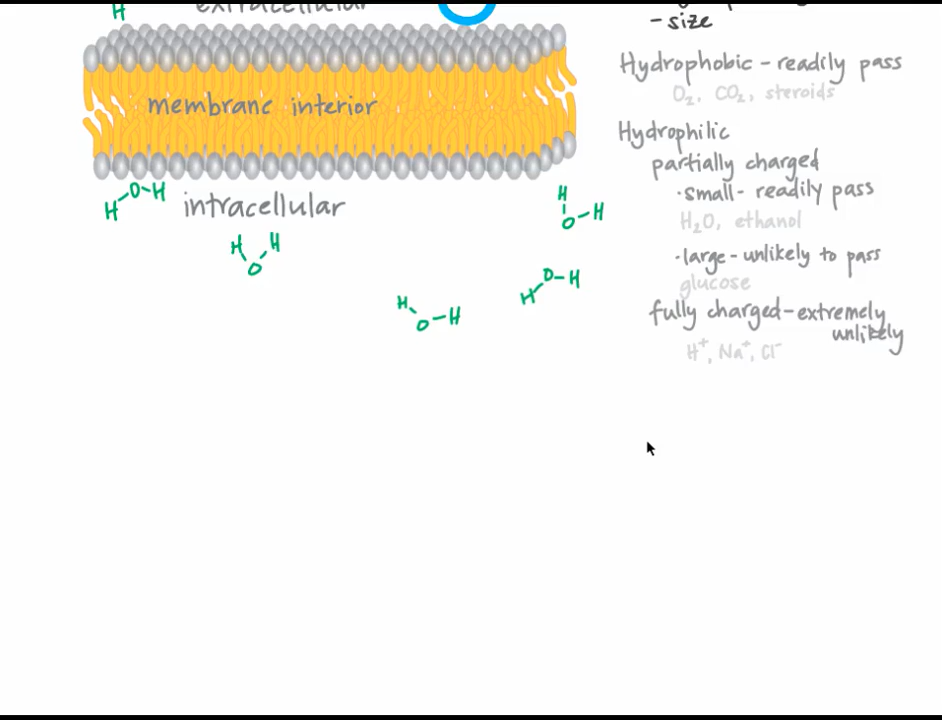 H
extracellular
-size
Hydrophobic - readily pass
O₂, CO₂, steroids
membrane interior
Hydrophilic
partially charged
·small- readily pass
H₂O, ethanol
·large - unlikely to pass
glucose
fully charged - extremely
unlikely
H⁺, Na⁺, Cl⁻
H-O-H
intracellular
H
O-H
H H
O
O-H
H
H
O-H